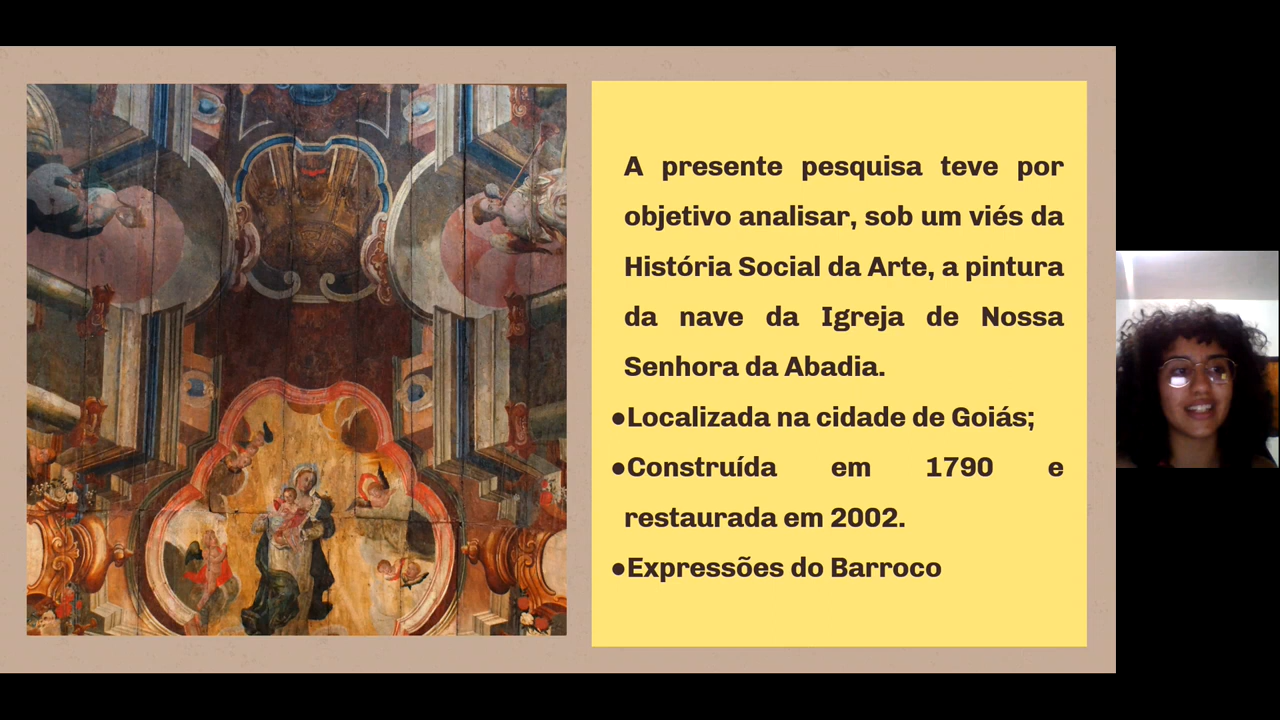 A presente pesquisa teve por
objetivo analisar, sob um viés da
História Social da Arte, a pintura
da nave da Igreja de Nossa
Senhora da Abadia.
●Localizada na cidade de Goiás;
●Construída em 1790 e
restaurada em 2002.
●Expressões do Barroco